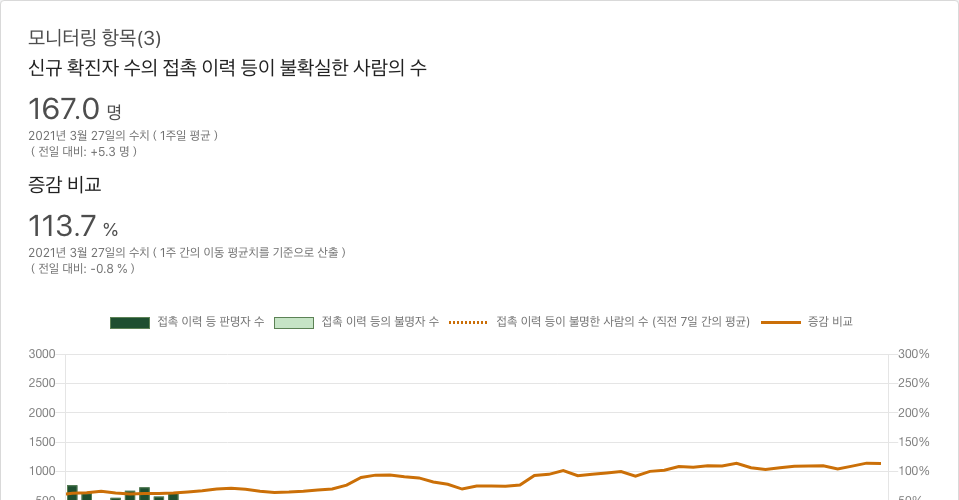 모니터링 항목(3)
신규 확진자 수의 접촉 이력 등이 불확실한 사람의 수
167.0 명
2021년 3월 27일의 수치 ( 1주일 평균 )
( 전일 대비: +5.3 명 )
증감 비교
113.7 %
2021년 3월 27일의 수치 ( 1주 간의 이동 평균치를 기준으로 산출 )
( 전일 대비: -0.8 % )
접촉 이력 등 판명자 수 접촉 이력 등의 불명자 수 접촉 이력 등이 불명한 사람의 수 (직전 7일 간의 평균) 증감 비교
3000 300%
2500 250%
2000 200%
1500 150%
1000 100%
500 50%